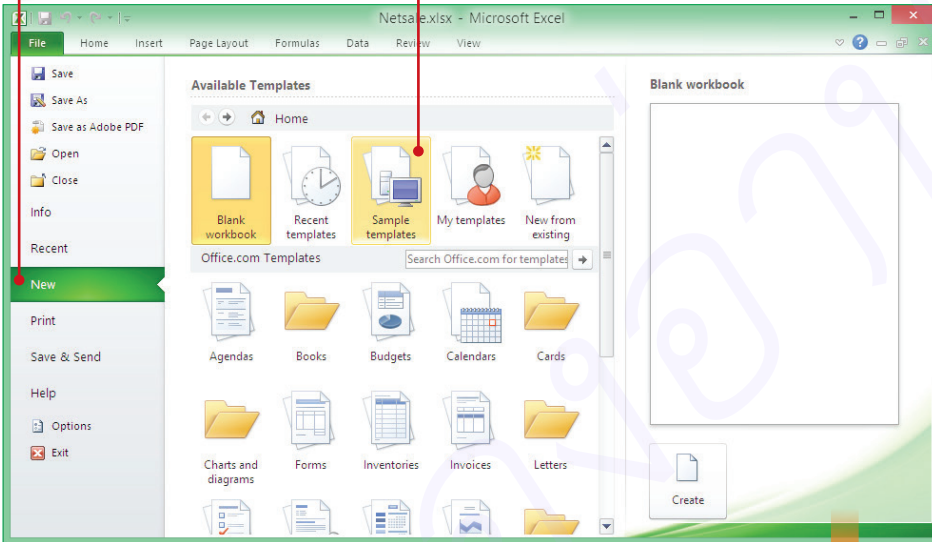 Netsale.xlsx - Microsoft Excel
File Home Insert Page Layout Formulas Data Review View
Save
Save As
Save as Adobe PDF
Open
Close
Info
Recent
New
Print
Save & Send
Help
Options
Exit
Available Templates
Home
Blank workbook
Recent templates
Sample templates
My templates
New from existing
Office.com Templates
Search Office.com for templates
Agendas
Books
Budgets
Calendars
Cards
Charts and diagrams
Forms
Inventories
Invoices
Letters
Blank workbook
Create